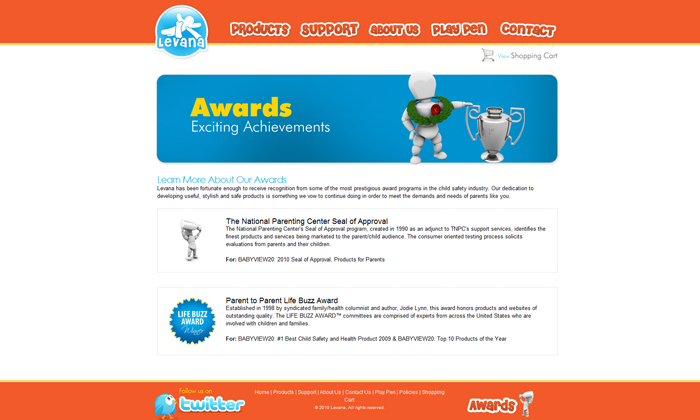 Levana
PRODUCTS SUPPORT ABOUT US PLAY PEN CONTACT
View Shopping Cart
Awards
Exciting Achievements
Learn More About Our Awards
Levana has been fortunate enough to receive recognition from some of the most prestigious award programs in the child safety industry. Our dedication to
developing useful, stylish and safe products is something we vow to continue doing in order to meet the demands and needs of parents like you.
The National Parenting Center Seal of Approval
The National Parenting Center's Seal of Approval program, created in 1990 as an adjunct to TNPC's support services, identifies the
finest products and services being marketed to the parent/child audience. The consumer oriented testing process solicits
evaluations from parents and their children.
For: BABYVIEW20: 2010 Seal of Approval, Products for Parents
LIFE BUZZ
AWARD
Winner
Parent to Parent Life Buzz Award
Established in 1998 by syndicated family/health columnist and author, Jodie Lynn, this award honors products and websites of
outstanding quality. The LIFE BUZZ AWARD™ committees are comprised of experts from across the United States who are
involved with children and families.
For: BABYVIEW20: #1 Best Child Safety and Health Product 2009 & BABYVIEW20: Top 10 Products of the Year
Follow us on
twitter
Home | Products | Support | About Us | Contact Us | Play Pen | Policies | Shopping
Cart
© 2010 Levana, All rights reserved
Awards